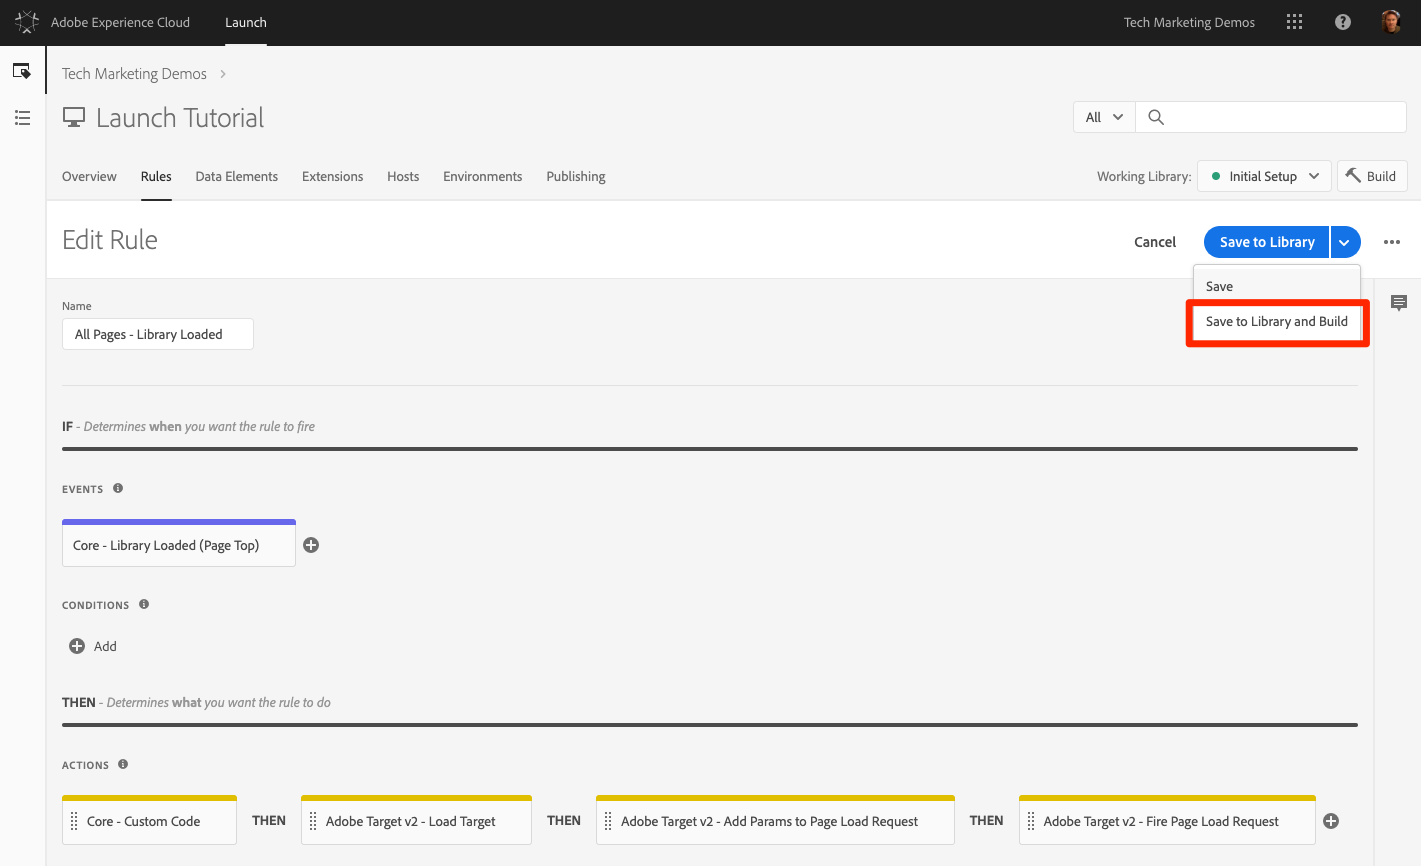 Adobe Experience Cloud Launch Tech Marketing Demos
Tech Marketing Demos
Launch Tutorial
All
Overview Rules Data Elements Extensions Hosts Environments Publishing Working Library: Initial Setup Build
Edit Rule Cancel Save to Library
Save
Save to Library and Build
Name
All Pages - Library Loaded
IF - Determines when you want the rule to fire
EVENTS
Core - Library Loaded (Page Top)
CONDITIONS
Add
THEN - Determines what you want the rule to do
ACTIONS
Core - Custom Code THEN Adobe Target v2 - Load Target THEN Adobe Target v2 - Add Params to Page Load Request THEN Adobe Target v2 - Fire Page Load Request